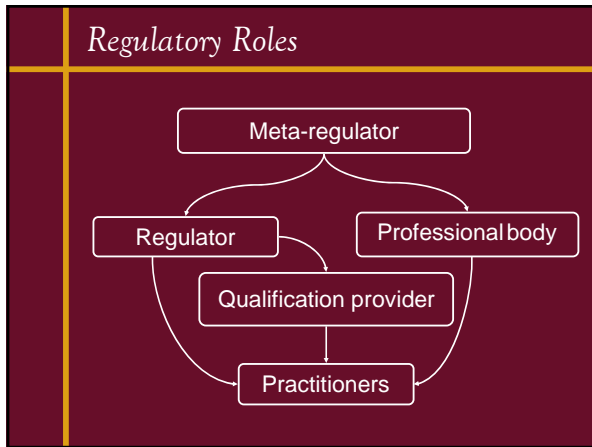 Regulatory Roles
Meta-regulator
Regulator
Professional body
Qualification provider
Practitioners